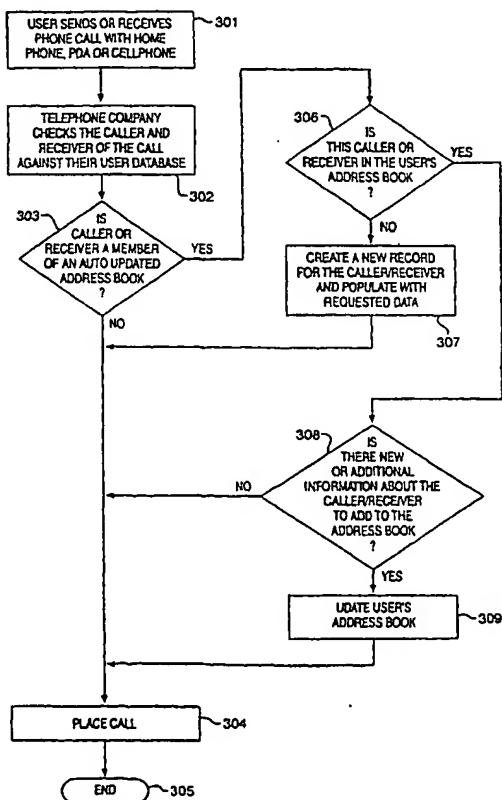 USER SENDS OR RECEIVES
PHONE CALL WITH HOME
PHONE, PDA OR CELLPHONE
301
TELEPHONE COMPANY
CHECKS THE CALLER AND
RECEIVER OF THE CALL
AGAINST THEIR USER DATABASE
302
303
IS
CALLER OR
RECEIVER A MEMBER
OF AN AUTO UPDATED
ADDRESS BOOK
?
YES
NO
306
IS
THIS CALLER OR
RECEIVER IN THE USER'S
ADDRESS BOOK
?
YES
NO
CREATE A NEW RECORD
FOR THE CALLER/RECEIVER
AND POPULATE WITH
REQUESTED DATA
307
308
IS
THERE NEW
OR ADDITIONAL
INFORMATION ABOUT THE
CALLER/RECEIVER
TO ADD TO THE
ADDRESS BOOK
?
NO
YES
UDATE USER'S
ADDRESS BOOK
309
PLACE CALL
304
END
305